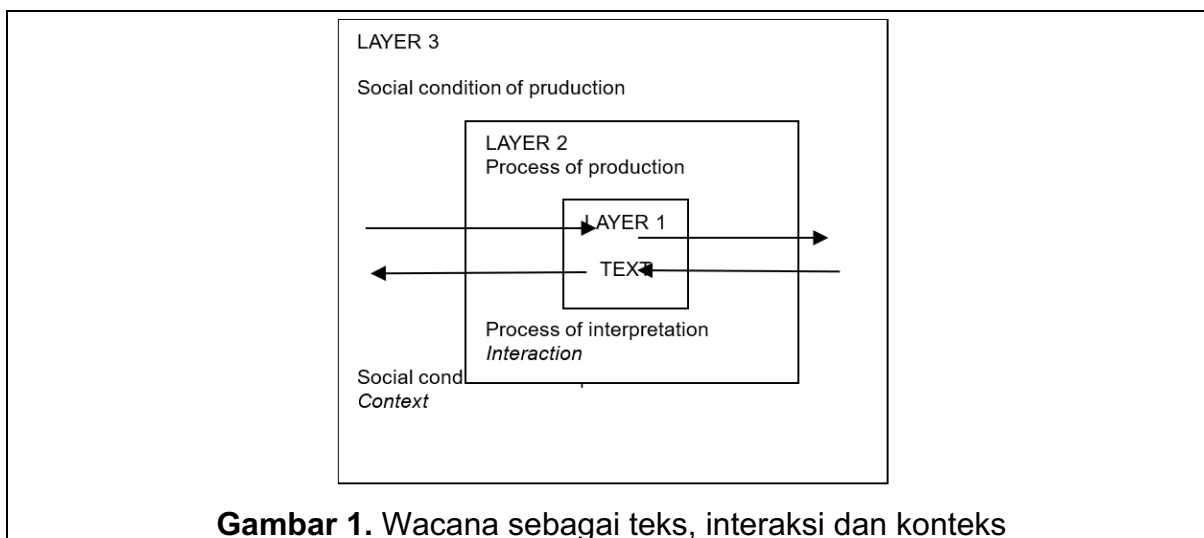 LAYER 3
Social condition of pruduction
LAYER 2
Process of production
LAYER 1
TEXT
Process of interpretation
Interaction
Social cond
Context
Gambar 1. Wacana sebagai teks, interaksi dan konteks